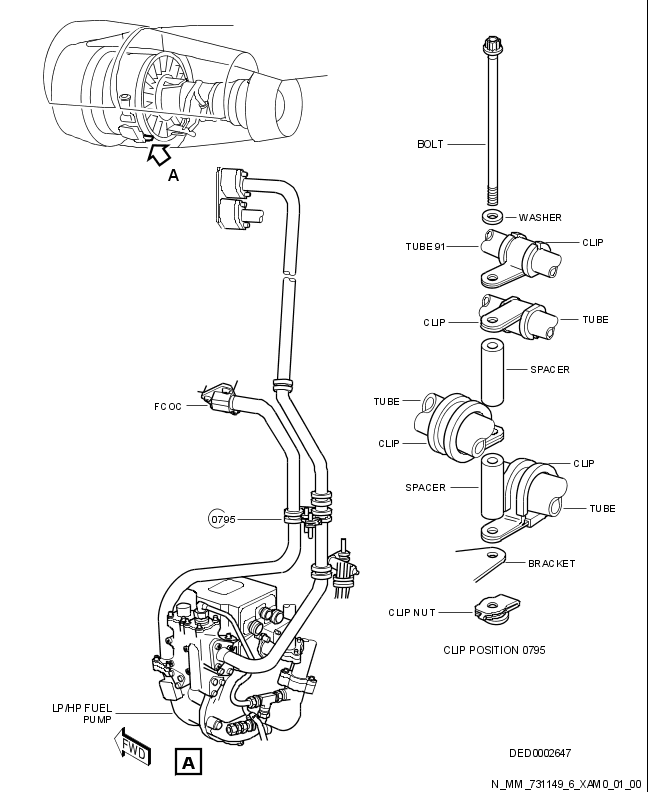 A
BOLT
WASHER
TUBE 91
CLIP
CLIP
TUBE
SPACER
TUBE
FCOC
CLIP
CLIP
SPACER
TUBE
0795
BRACKET
CLIP NUT
CLIP POSITION 0795
LP/HP FUEL
PUMP
FWD
A
DED0002647
N_MM_731149_6_XAM0_01_00